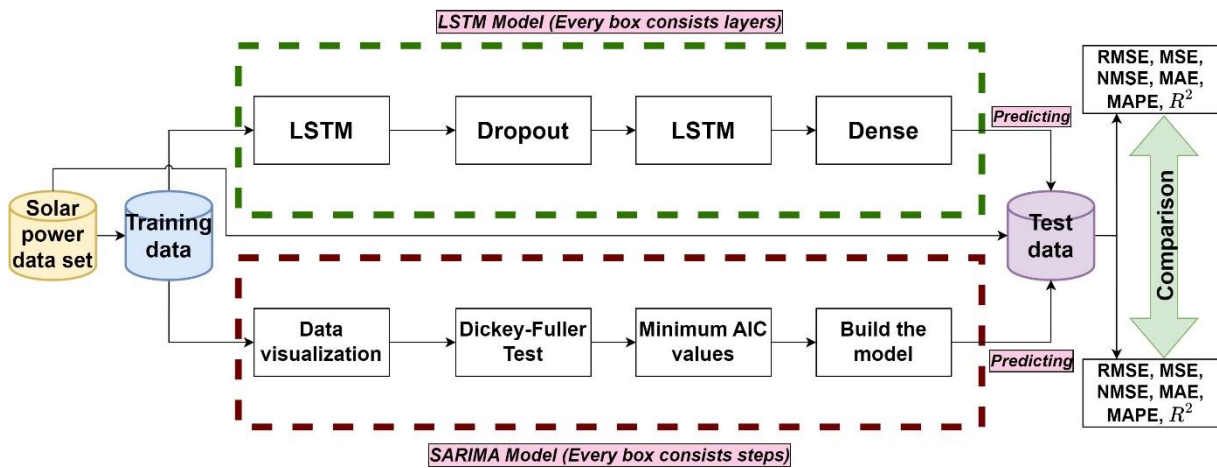 LSTM Model (Every box consists layers)
LSTM
Dropout
LSTM
Dense
Predicting
RMSE, MSE,
NMSE, MAE,
MAPE, R²
Solar
power
data set
Training
data
Test
data
Comparison
Data
visualization
Dickey-Fuller
Test
Minimum AIC
values
Build the
model
Predicting
RMSE, MSE,
NMSE, MAE,
MAPE, R²
SARIMA Model (Every box consists steps)